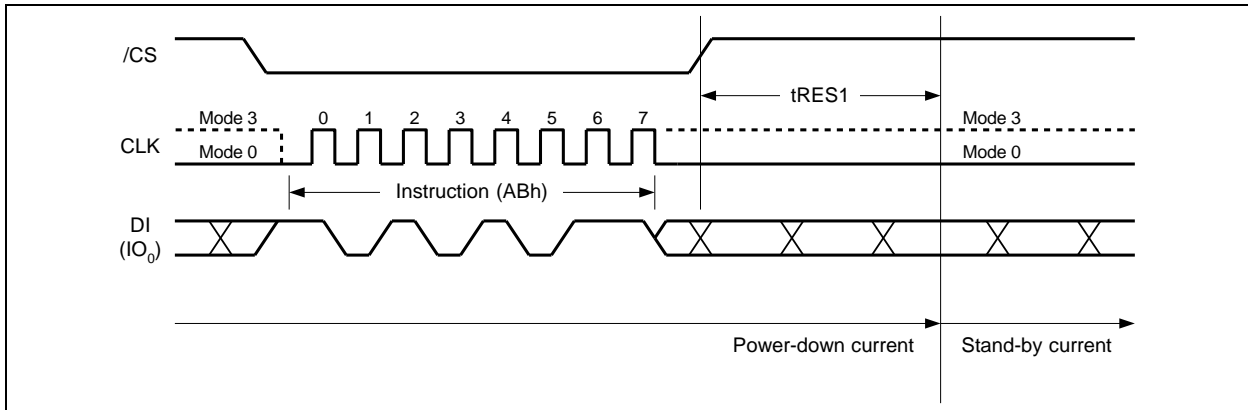 /CS
tRES1
Mode 3 0 1 2 3 4 5 6 7 Mode 3
CLK
Mode 0 Mode 0
Instruction (ABh)
DI
(IO₀)
Power-down current Stand-by current